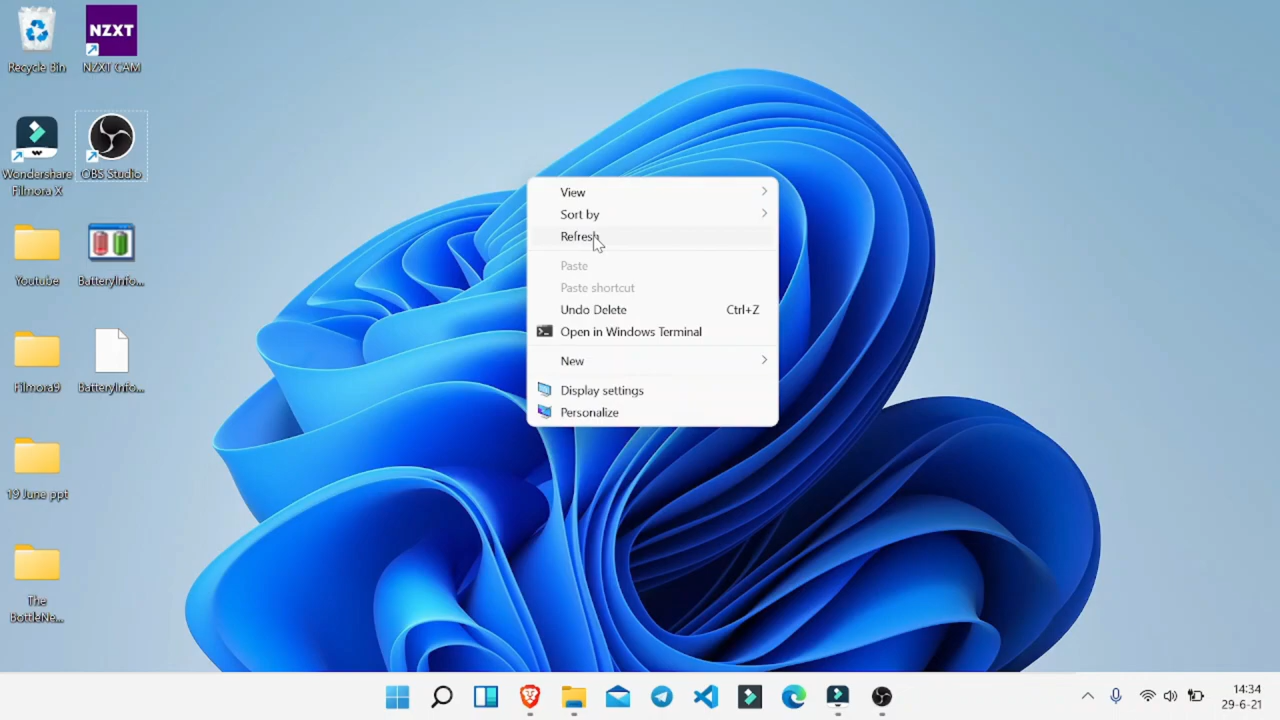 Recycle Bin
NZXT
NZXT CAM
Wondershare
Filmora X
OBS Studio
Youtube
BatteryInfo...
Filmora9
BatteryInfo...
19 June ppt
The
BottleNe...
View
Sort by
Refresh
Paste
Paste shortcut
Undo Delete Ctrl+Z
Open in Windows Terminal
New
Display settings
Personalize
14:34
29-6-21